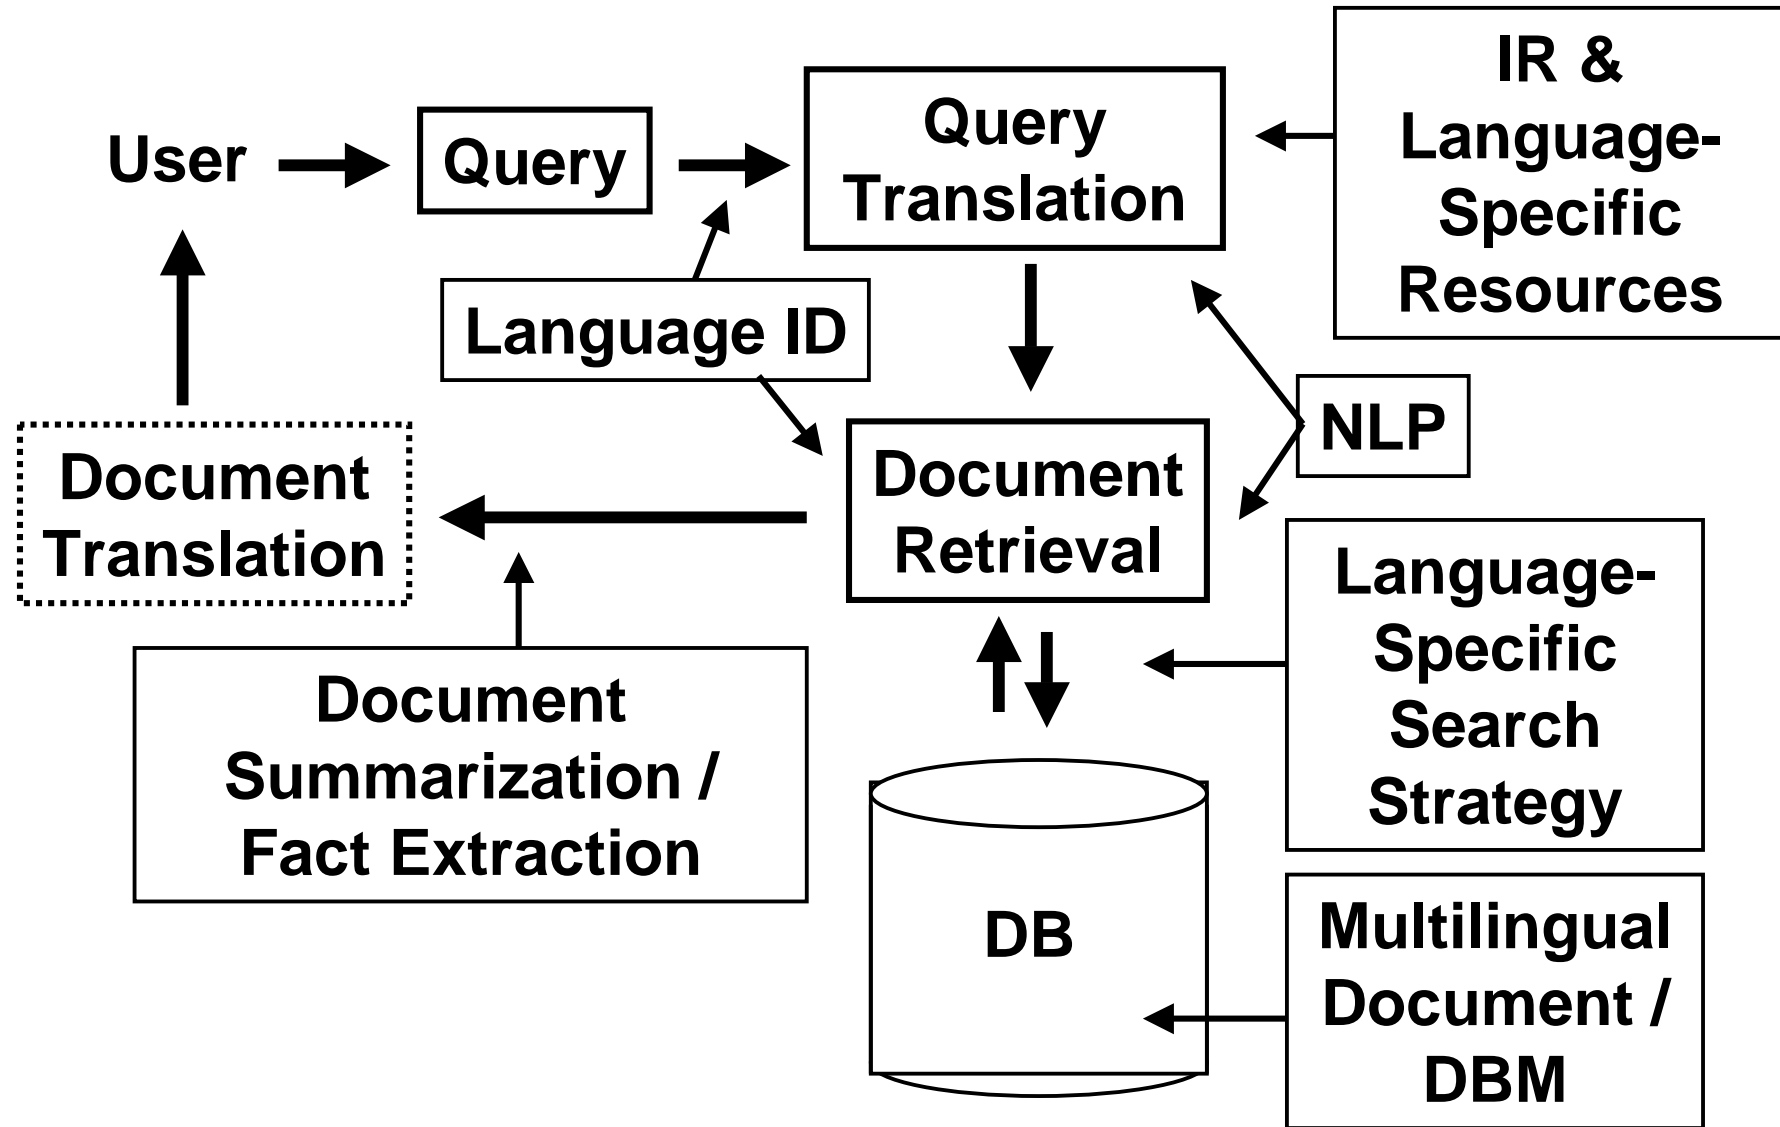 User
Query
Query
Translation
IR &
Language-
Specific
Resources
Language ID
NLP
Document
Translation
Document
Retrieval
Language-
Specific
Search
Strategy
Document
Summarization /
Fact Extraction
DB
Multilingual
Document /
DBM